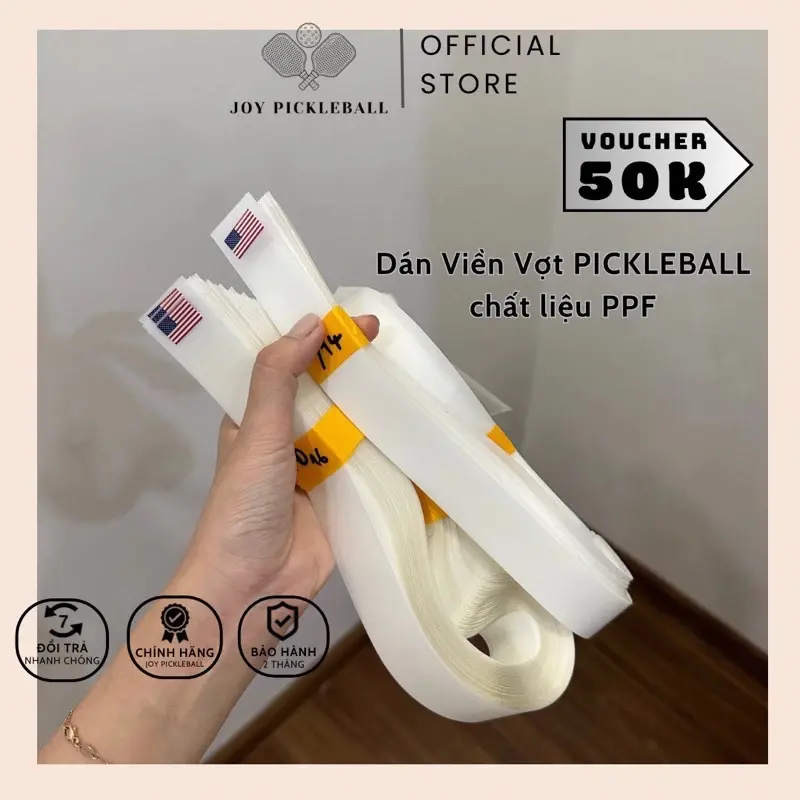 JOY PICKLEBALL
OFFICIAL
STORE
VOUCHER
50K
Dán Viền Vợt PICKLEBALL
chất liệu PPF
/14
7
ĐỔI TRẢ
NHANH CHÓNG
CHÍNH HÃNG
JOY PICKLEBALL
BẢO HÀNH
2 THÁNG